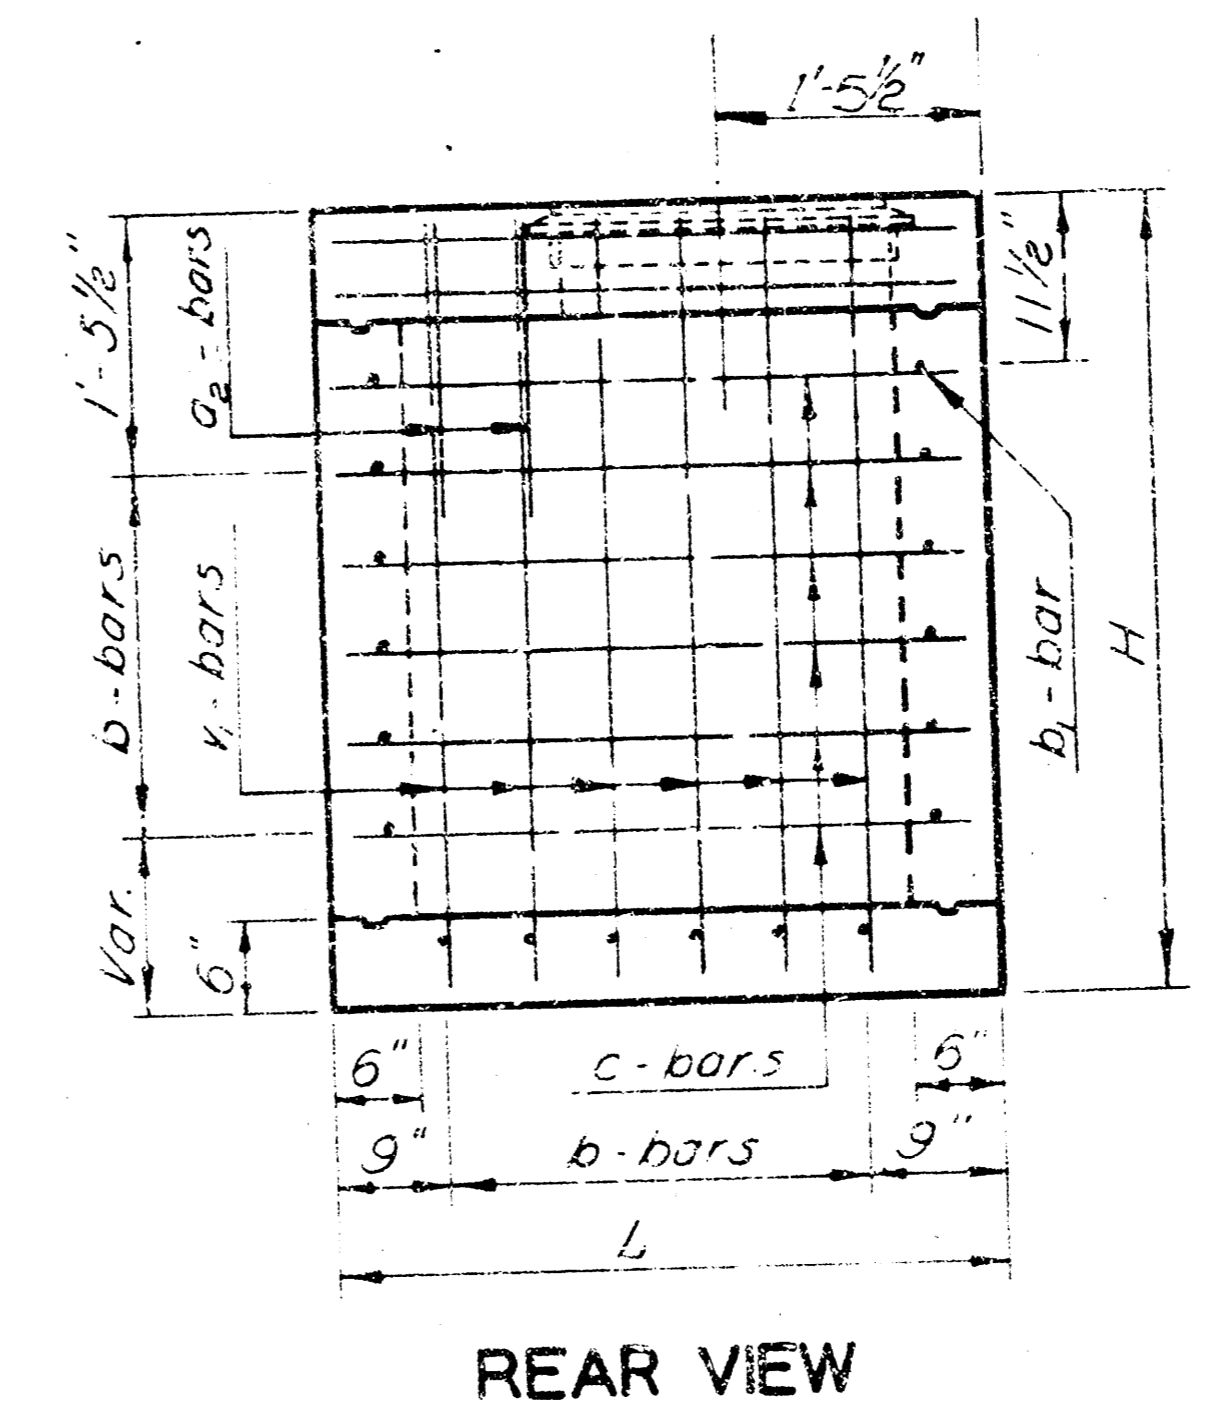 1'-5½"
1'-5½"
a2-bars
11½"
b-bars
v1-bars
b1-bar
H
Var.
6"
6"
c-bars
6"
9"
b-bars
9"
L
REAR VIEW